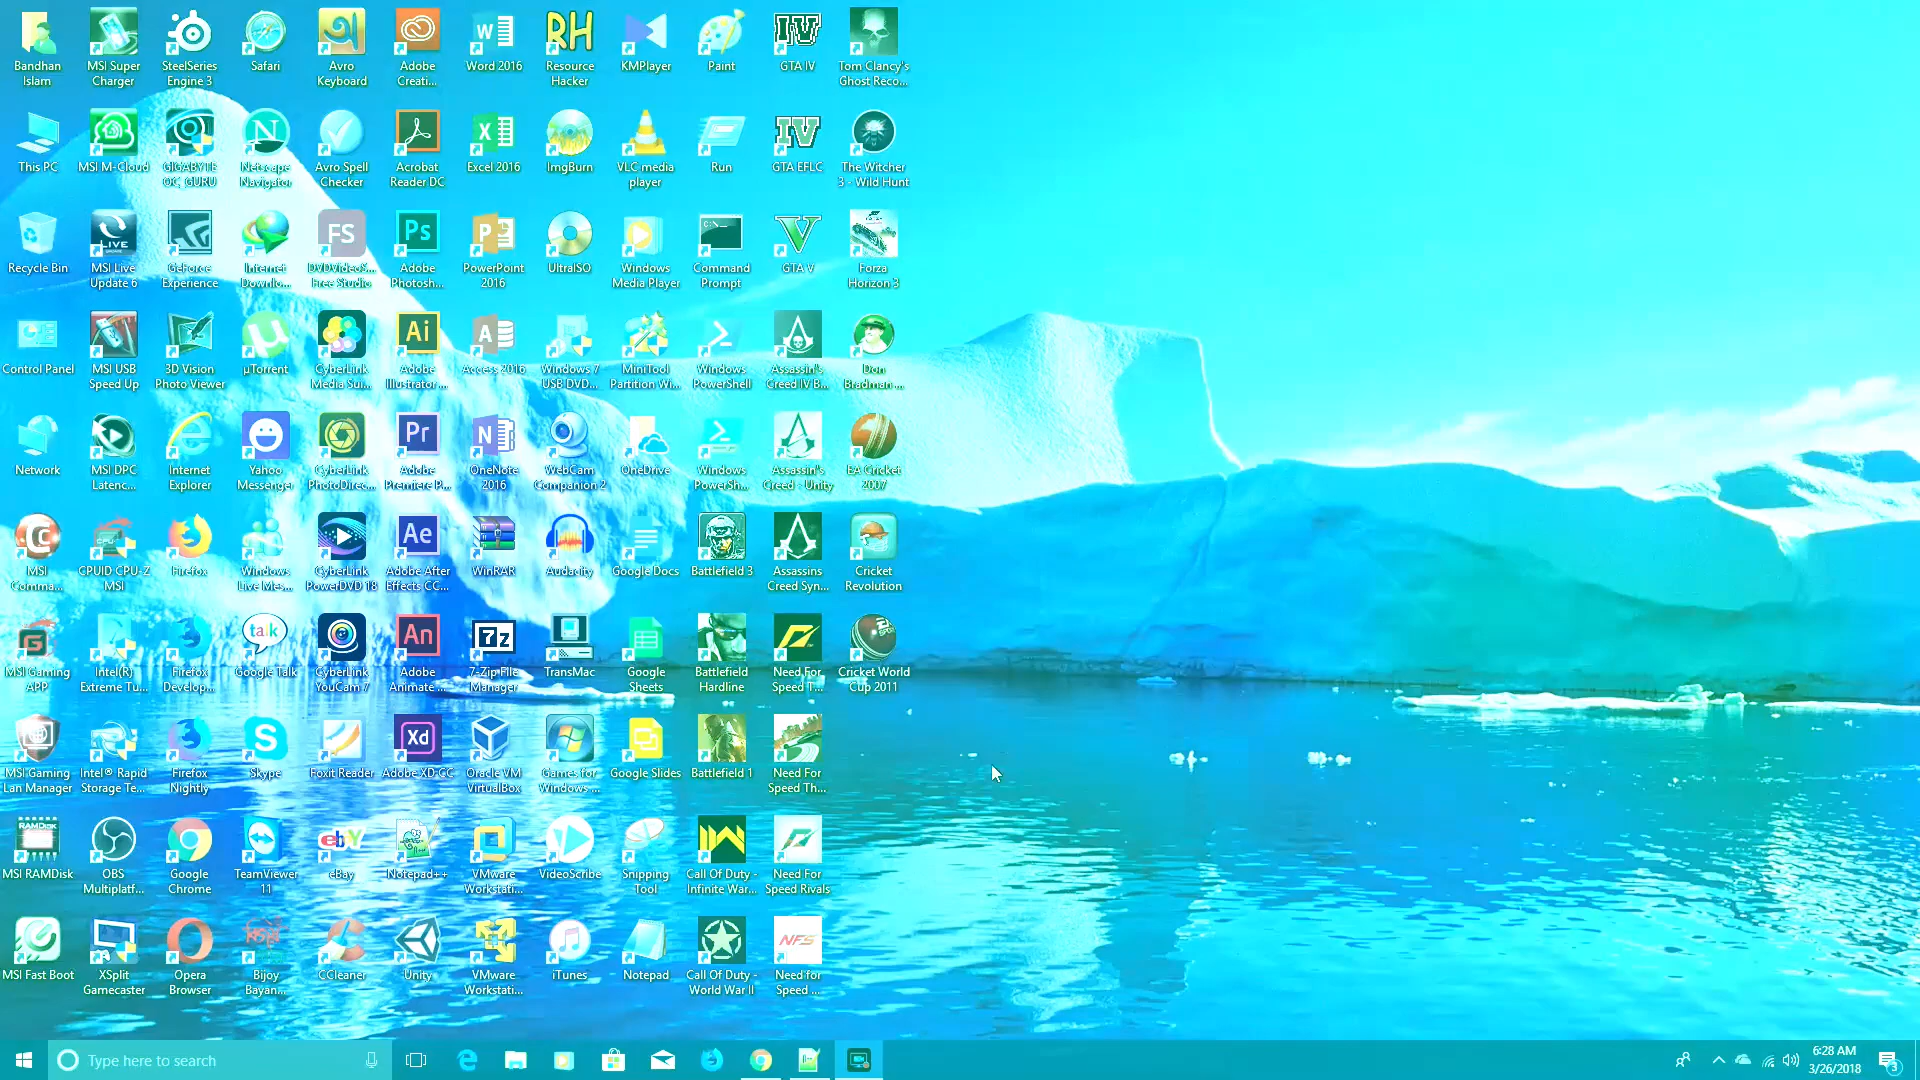 Bandhan
Islam
MSI Super
Charger
SteelSeries
Engine 3
Safari
Avro
Keyboard
Adobe
Creati...
Word 2016
Resource
Hacker
KMPlayer
Paint
GTA IV
Tom Clancy's
Ghost Reco...
This PC
MSI M-Cloud
GIGABYTE
OC_GURU
Netscape
Navigator
Avro Spell
Checker
Acrobat
Reader DC
Excel 2016
ImgBurn
VLC media
player
Run
GTA EFLC
The Witcher
3 - Wild Hunt
Recycle Bin
MSI Live
Update 6
GeForce
Experience
Internet
Downlo...
DVDVideoS...
Free Studio
Adobe
Photosh...
PowerPoint
2016
UltraISO
Windows
Media Player
Command
Prompt
GTA V
Forza
Horizon 3
Control Panel
MSI USB
Speed Up
3D Vision
Photo Viewer
µTorrent
CyberLink
Media Sui...
Adobe
Illustrator ...
Access 2016
Windows 7
USB DVD...
MiniTool
Partition Wi...
Windows
PowerShell
Assassin's
Creed IV B...
Don
Bradman ...
Network
MSI DPC
Latenc...
Internet
Explorer
Yahoo
Messenger
CyberLink
PhotoDirec...
Adobe
Premiere P...
OneNote
2016
WebCam
Companion 2
OneDrive
Windows
PowerSh...
Assassin's
Creed - Unity
EA Cricket
2007
MSI
Comma...
CPUID CPU-Z
MSI
Firefox
Windows
Live Mes...
CyberLink
PowerDVD 18
Adobe After
Effects CC...
WinRAR
Audacity
Google Docs
Battlefield 3
Assassins
Creed Syn...
Cricket
Revolution
MSI Gaming
APP
Intel(R)
Extreme Tu...
Firefox
Develop...
Google Talk
CyberLink
YouCam 7
Adobe
Animate ...
7-Zip File
Manager
TransMac
Google
Sheets
Battlefield
Hardline
Need For
Speed T...
Cricket World
Cup 2011
MSI Gaming
Lan Manager
Intel® Rapid
Storage Te...
Firefox
Nightly
Skype
Foxit Reader
Adobe XD CC
Oracle VM
VirtualBox
Games for
Windows ...
Google Slides
Battlefield 1
Need For
Speed Th...
MSI RAMDisk
OBS
Multiplatf...
Google
Chrome
TeamViewer
11
eBay
Notepad++
VMware
Workstati...
VideoScribe
Snipping
Tool
Call Of Duty -
Infinite War...
Need For
Speed Rivals
MSI Fast Boot
XSplit
Gamecaster
Opera
Browser
Bijoy
Bayan...
CCleaner
Unity
VMware
Workstati...
iTunes
Notepad
Call Of Duty -
World War II
Need for
Speed ...
Type here to search
6:28 AM
3/26/2018
3